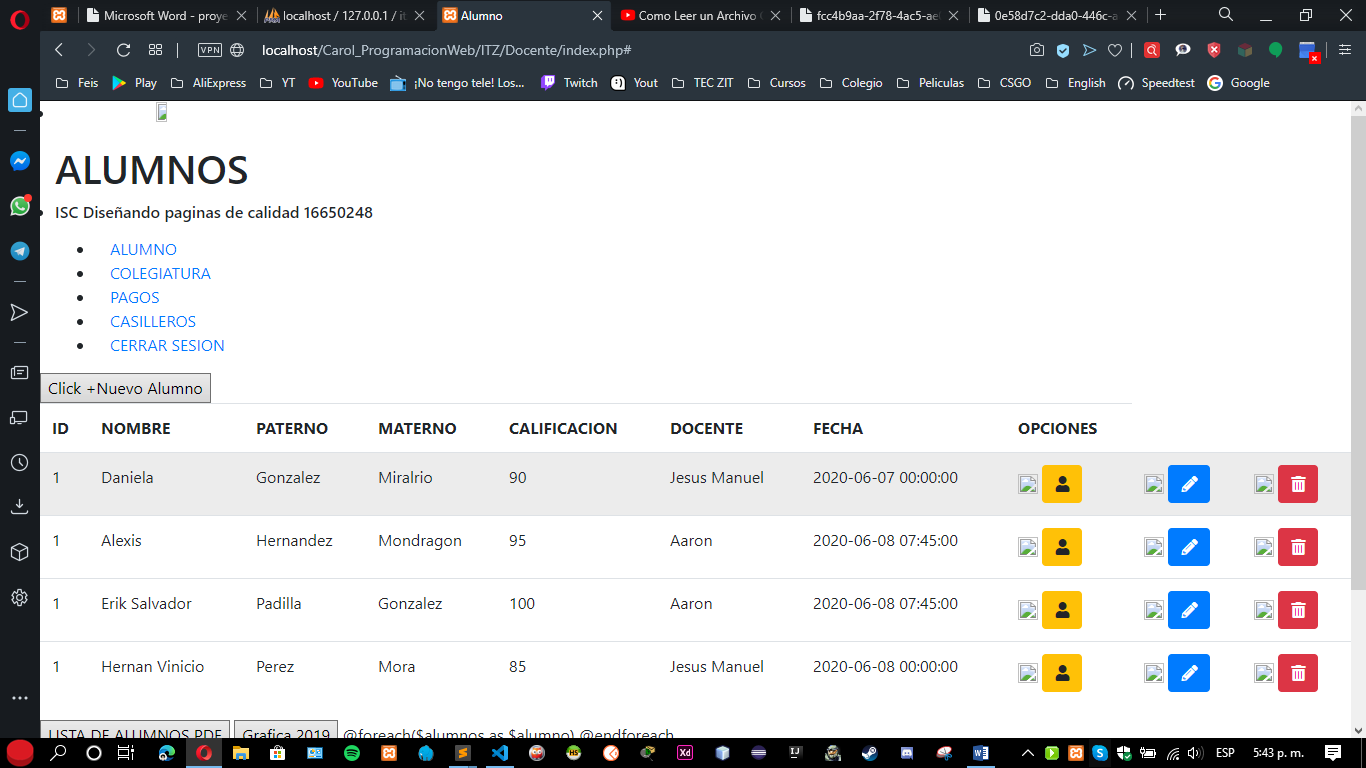 Microsoft Word - proye
localhost / 127.0.0.1 / it
Alumno
Como Leer un Archivo
fcc4b9aa-2f78-4ac5-ae
0e58d7c2-dda0-446c-a
VPN
localhost/Carol_ProgramacionWeb/ITZ/Docente/index.php#
Feis
Play
AliExpress
YT
YouTube
¡No tengo tele! Los...
Twitch
Yout
TEC ZIT
Cursos
Colegio
Peliculas
CSGO
English
Speedtest
Google
ALUMNOS
ISC Diseñando paginas de calidad 16650248
ALUMNO
COLEGIATURA
PAGOS
CASILLEROS
CERRAR SESION
Click +Nuevo Alumno
ID NOMBRE PATERNO MATERNO CALIFICACION DOCENTE FECHA OPCIONES
1 Daniela Gonzalez Miralrio 90 Jesus Manuel 2020-06-07 00:00:00
1 Alexis Hernandez Mondragon 95 Aaron 2020-06-08 07:45:00
1 Erik Salvador Padilla Gonzalez 100 Aaron 2020-06-08 07:45:00
1 Hernan Vinicio Perez Mora 85 Jesus Manuel 2020-06-08 00:00:00
LISTA DE ALUMNOS PDF Grafica 2019 @foreach($alumnos as $alumno) @endforeach
Xd
IJ
ESP
5:43 p. m.